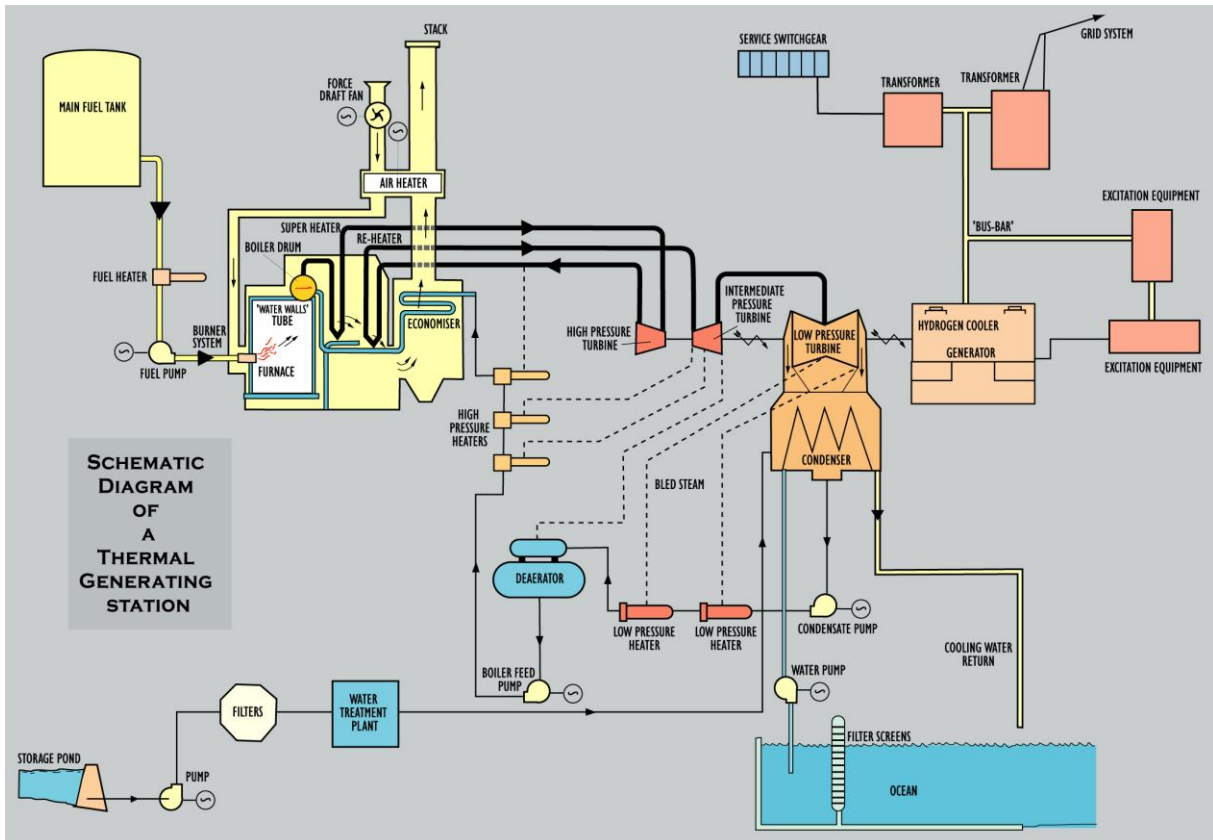 STACK
SERVICE SWITCHGEAR
GRID SYSTEM
FORCE
DRAFT FAN
TRANSFORMER
TRANSFORMER
MAIN FUEL TANK
AIR HEATER
EXCITATION EQUIPMENT
SUPER HEATER
'BUS-BAR'
RE-HEATER
BOILER DRUM
FUEL HEATER
INTERMEDIATE
PRESSURE
TURBINE
'WATER WALLS'
TUBE
ECONOMISER
HIGH PRESSURE
TURBINE
LOW PRESSURE
TURBINE
HYDROGEN COOLER
GENERATOR
BURNER
SYSTEM
FUEL PUMP
FURNACE
EXCITATION EQUIPMENT
HIGH
PRESSURE
HEATERS
CONDENSER
SCHEMATIC
DIAGRAM
OF
A
THERMAL
GENERATING
STATION
BLED STEAM
DEAERATOR
LOW PRESSURE
HEATER
LOW PRESSURE
HEATER
CONDENSATE PUMP
COOLING WATER
RETURN
BOILER FEED
PUMP
WATER PUMP
FILTERS
WATER
TREATMENT
PLANT
FILTER SCREENS
STORAGE POND
PUMP
OCEAN